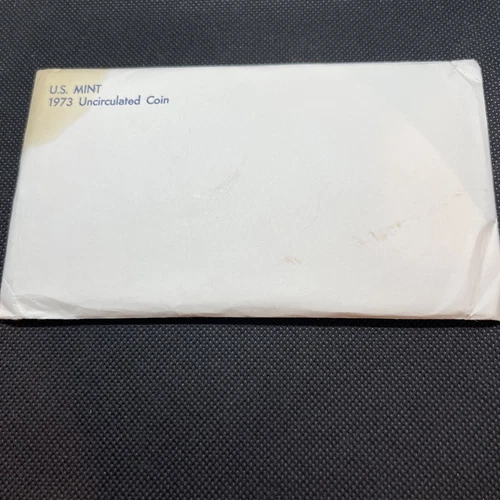 U.S. MINT
1973 Uncirculated Coin